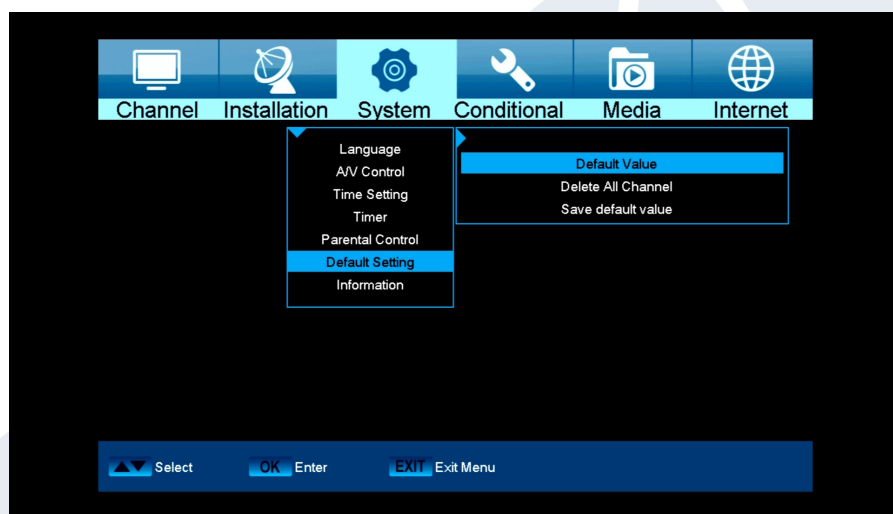 Channel Installation System Conditional Media Internet
Language
A/V Control
Time Setting
Timer
Parental Control
Default Setting
Information
Default Value
Delete All Channel
Save default value
Select OK Enter EXIT Exit Menu